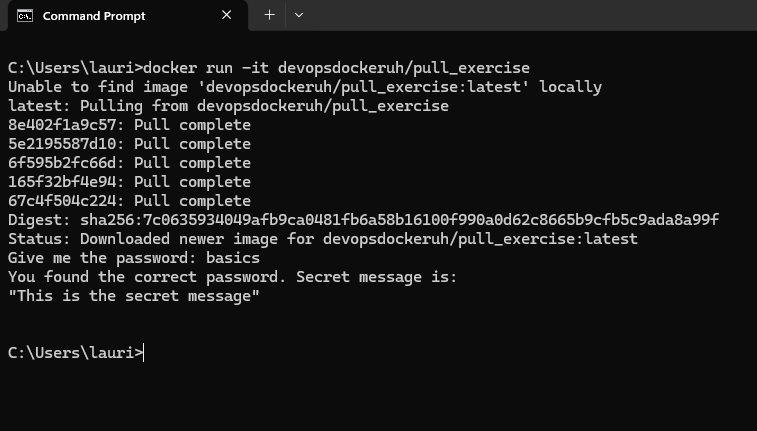 Command Prompt
C:\Users\lauri>docker run -it devopsdockeruh/pull_exercise
Unable to find image 'devopsdockeruh/pull_exercise:latest' locally
latest: Pulling from devopsdockeruh/pull_exercise
8e402f1a9c57: Pull complete
5e2195587d10: Pull complete
6f595b2fc66d: Pull complete
165f32bf4e94: Pull complete
67c4f504c224: Pull complete
Digest: sha256:7c0635934049afb9ca0481fb6a58b16100f990a0d62c8665b9cfb5c9ada8a99f
Status: Downloaded newer image for devopsdockeruh/pull_exercise:latest
Give me the password: basics
You found the correct password. Secret message is:
"This is the secret message"
C:\Users\lauri>